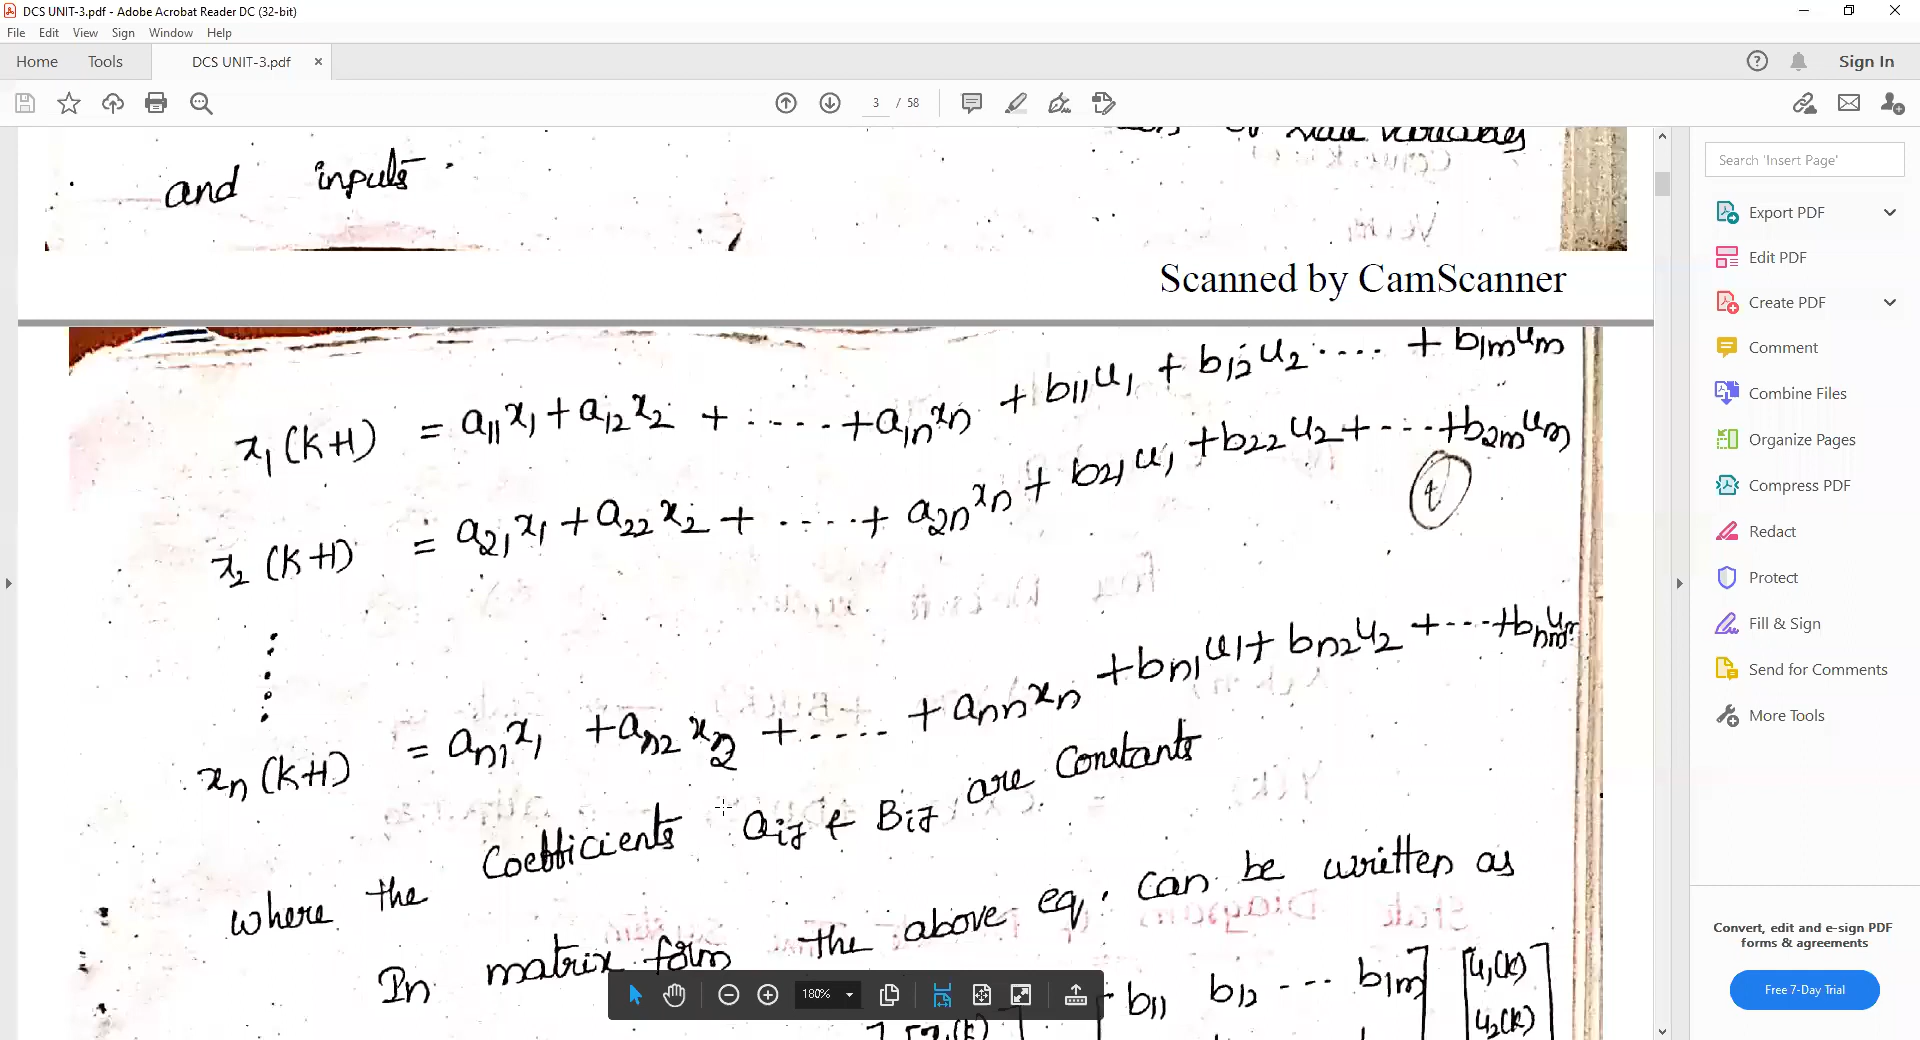 DCS UNIT-3.pdf - Adobe Acrobat Reader DC (32-bit)
File Edit View Sign Window Help
Home Tools DCS UNIT-3.pdf × Sign In
3 / 58
of state variables
and inputs.
Scanned by CamScanner
x₁(k+1) = a₁₁x₁ + a₁₂x₂ + ..... + a₁ₙxₙ + b₁₁u₁ + b₁₂u₂ .... + b₁ₘuₘ
x₂(k+1) = a₂₁x₁ + a₂₂x₂ + ..... + a₂ₙxₙ + b₂₁u₁ + b₂₂u₂ + ... + b₂ₘuₘ
xₙ(k+1) = aₙ₁x₁ + aₙ₂x₂ + ..... + aₙₙxₙ + bₙ₁u₁ + bₙ₂u₂ + ... + bₙₘuₘ
where the Coefficients aij & Bij are Constants
In matrix form the above eq. can be written as
b₁₁ b₁₂ --- b₁ₘ u₁(k)
u₂(k)
180%
Search 'Insert Page'
Export PDF
Edit PDF
Create PDF
Comment
Combine Files
Organize Pages
Compress PDF
Redact
Protect
Fill & Sign
Send for Comments
More Tools
Convert, edit and e-sign PDF
forms & agreements
Free 7-Day Trial